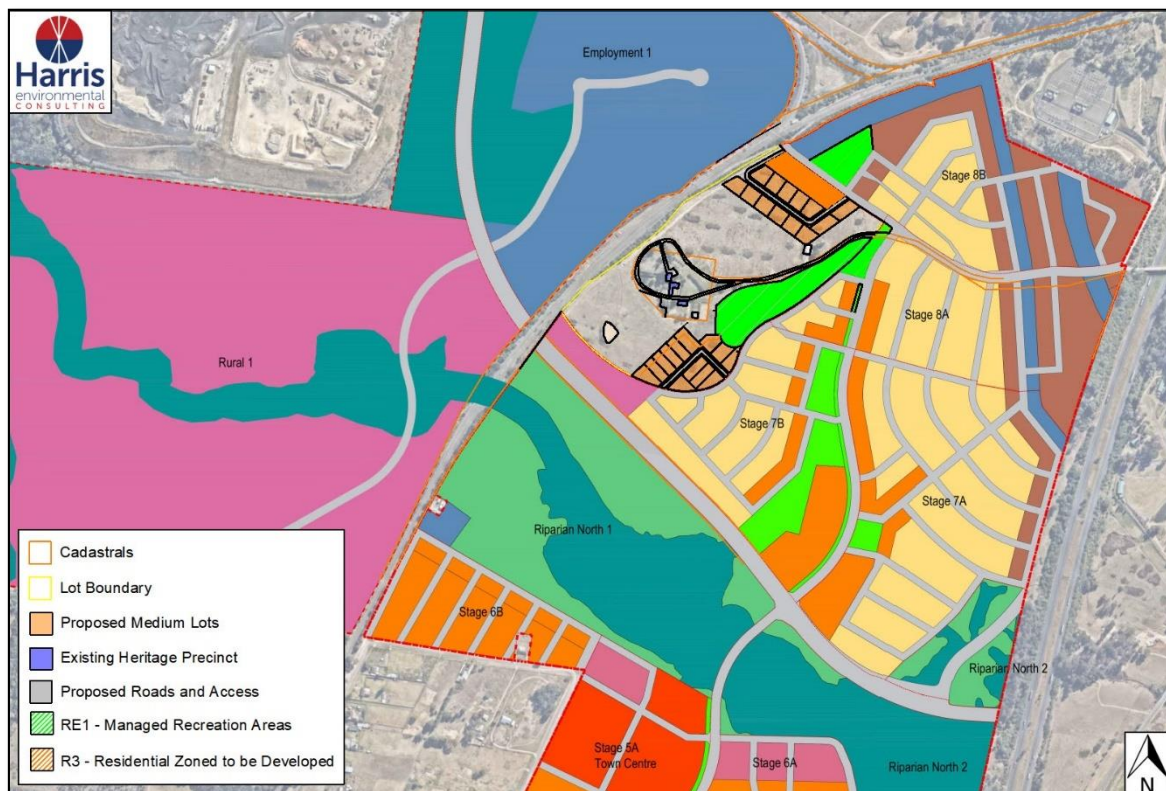 Harris
environmental
CONSULTING
Employment 1
Stage 8B
Stage 8A
Rural 1
Stage 7B
Stage 7A
Riparian North 1
Stage 6B
Riparian North 2
Stage 5A
Town Centre
Stage 6A
Riparian North 2
Cadastrals
Lot Boundary
Proposed Medium Lots
Existing Heritage Precinct
Proposed Roads and Access
RE1 - Managed Recreation Areas
R3 - Residential Zoned to be Developed
N